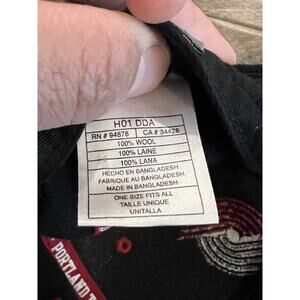 H01 DDA
RN # 94878 CA # 34428
100% WOOL
100% LAINE
100% LANA
HECHO EN BANGLADESH
FABRIQUE AU BANGLADESH
MADE IN BANGLADESH
ONE SIZE FITS ALL
TAILLE UNIQUE
UNITALLA
PORTLAND